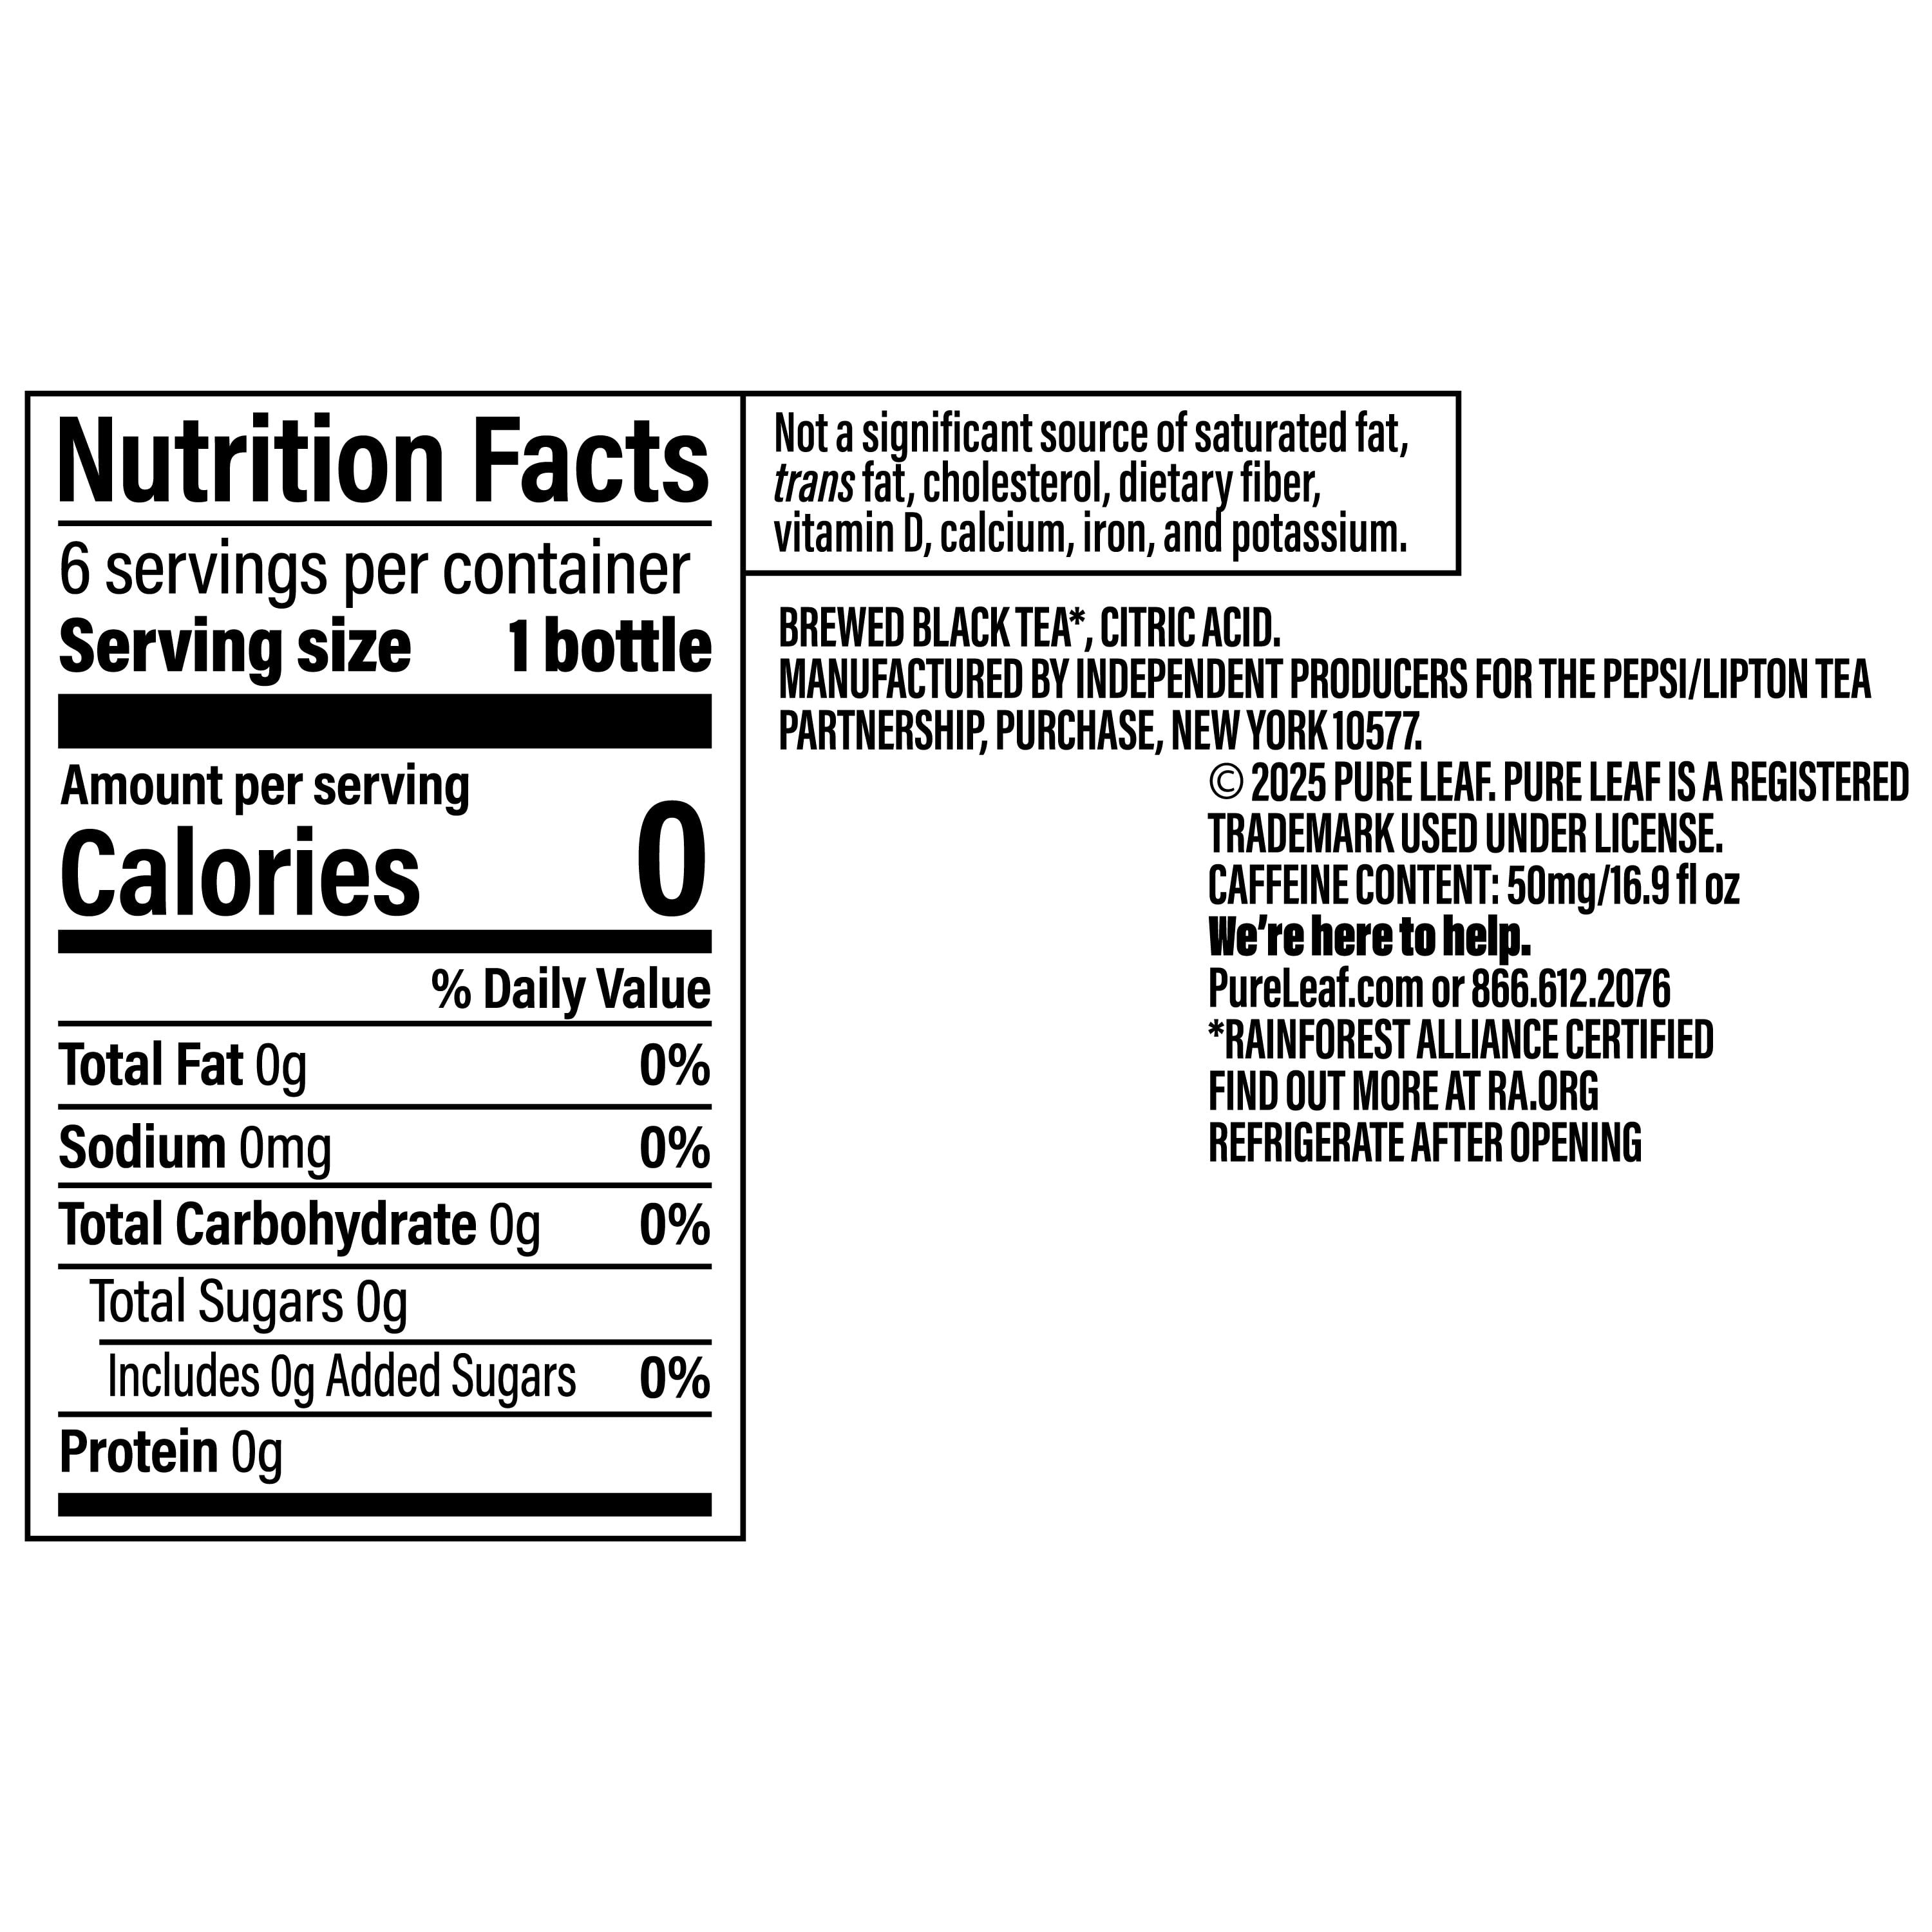 Nutrition Facts
6 servings per container
Serving size 1 bottle
Amount per serving
Calories 0
% Daily Value
Total Fat 0g 0%
Sodium 0mg 0%
Total Carbohydrate 0g 0%
Total Sugars 0g
Includes 0g Added Sugars 0%
Protein 0g
Not a significant source of saturated fat,
trans fat, cholesterol, dietary fiber,
vitamin D, calcium, iron, and potassium.
BREWED BLACK TEA*, CITRIC ACID.
MANUFACTURED BY INDEPENDENT PRODUCERS FOR THE PEPSI/LIPTON TEA
PARTNERSHIP, PURCHASE, NEW YORK 10577.
© 2025 PURE LEAF. PURE LEAF IS A REGISTERED
TRADEMARK USED UNDER LICENSE.
CAFFEINE CONTENT: 50mg/16.9 fl oz
We're here to help.
PureLeaf.com or 866.612.2076
*RAINFOREST ALLIANCE CERTIFIED
FIND OUT MORE AT RA.ORG
REFRIGERATE AFTER OPENING